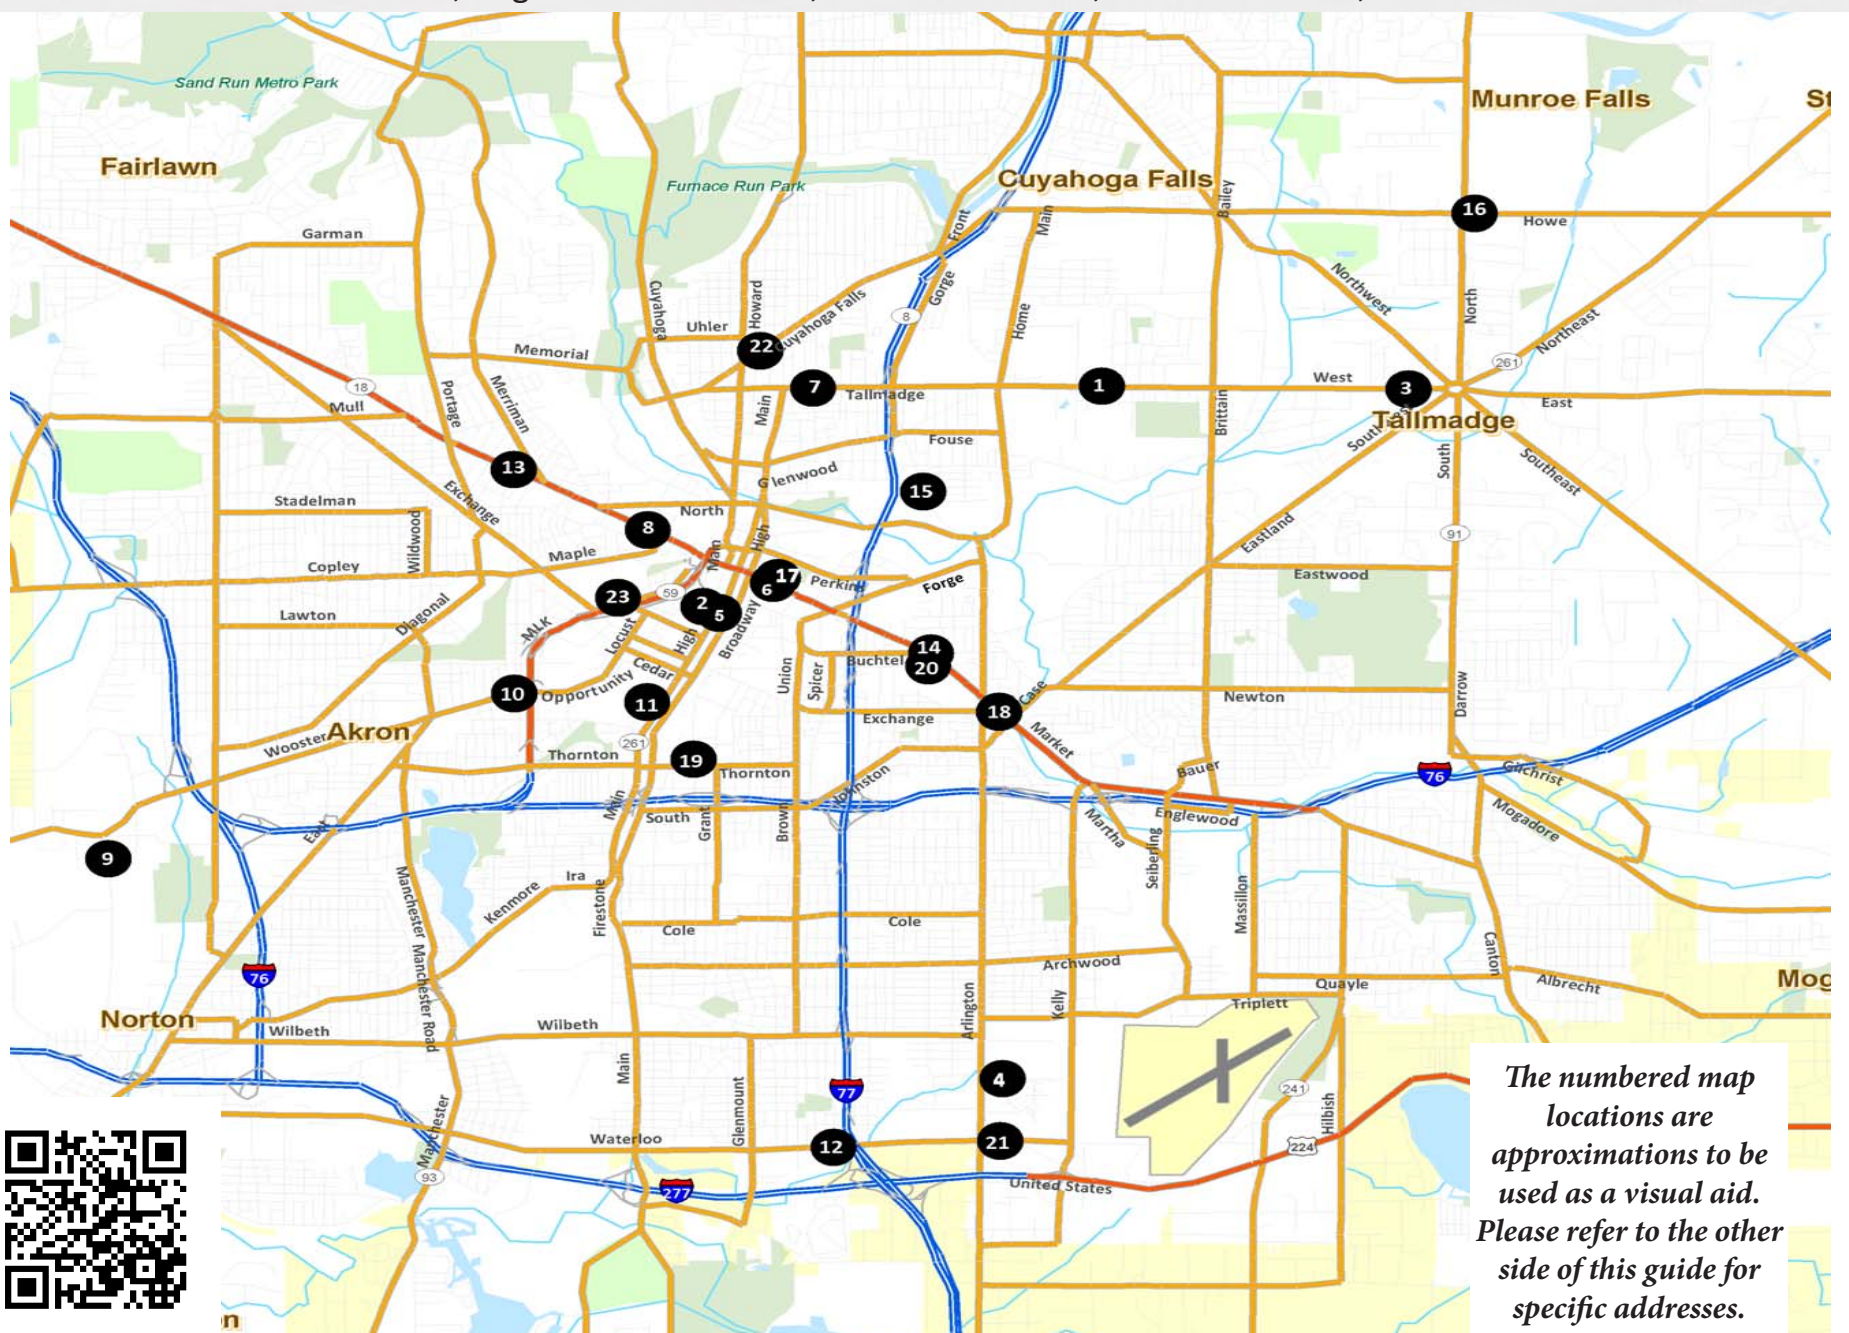 Sand Run Metro Park
Munroe Falls
Fairlawn
Furnace Run Park
Cuyahoga Falls
Bailey
16
Howe
Front
Main
Garman
Northwest
Cuyahoga
Howard
Cuyahoga Falls
Gorge
8
Home
North
Northeast
261
Uhler
22
Memorial
18
Mull
Portage
Merriman
Main
7
Tallmadge
1
Brittain
West
3
East
Tallmadge
South
Southeast
Fouse
13
Glenwood
15
Stadelman
Exchange
North
8
Wildwood
Maple
Main
High
Eastland
91
Copley
17
6
Perkins
Forge
Eastwood
23
59
2
5
Broadway
Lawton
Diagonal
MLK
Locust
High
Cedar
14
20
Buchtel
Union
Spicer
10
Opportunity
11
Exchange
18
Case
Newton
Darrow
Akron
Wooster
261
Market
Thornton
19
Thornton
Johnston
Bauer
76
Gilchrist
East
Main
South
Grant
Brown
Martha
Englewood
Seiberling
Mogadore
9
Manchester
Kenmore
Ira
Firestone
Cole
Cole
Massillon
Canton
Manchester Road
Archwood
76
Quayle
Albrecht
Triplett
Norton
Wilbeth
Wilbeth
Arlington
Kelly
Main
Glenmount
77
4
241
Hilbish
Manchester
Waterloo
12
21
224
93
277
United States
The numbered map
locations are
approximations to be
used as a visual aid.
Please refer to the other
side of this guide for
specific addresses.